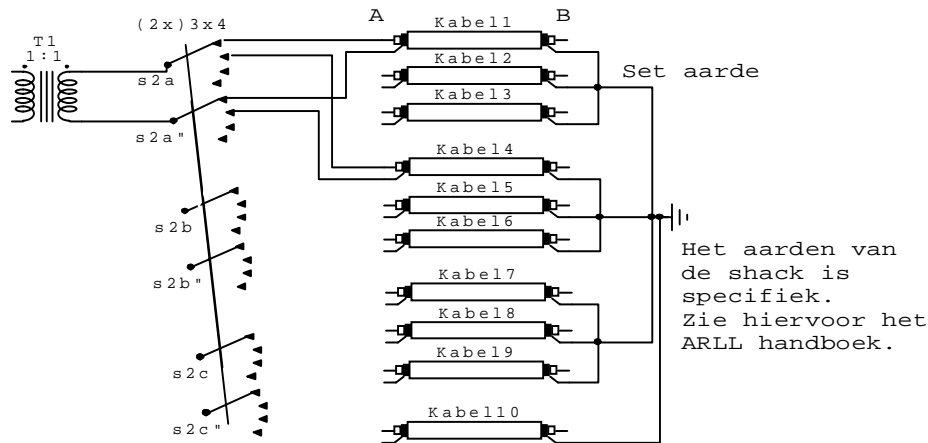 (2x)3x4
A
B
T1
1:1
s2a
s2a"
s2b
s2b"
s2c
s2c"
Kabel1
Kabel2
Kabel3
Kabel4
Kabel5
Kabel6
Kabel7
Kabel8
Kabel9
Kabel10
Set aarde
Het aarden van
de shack is
specifiek.
Zie hiervoor het
ARLL handboek.